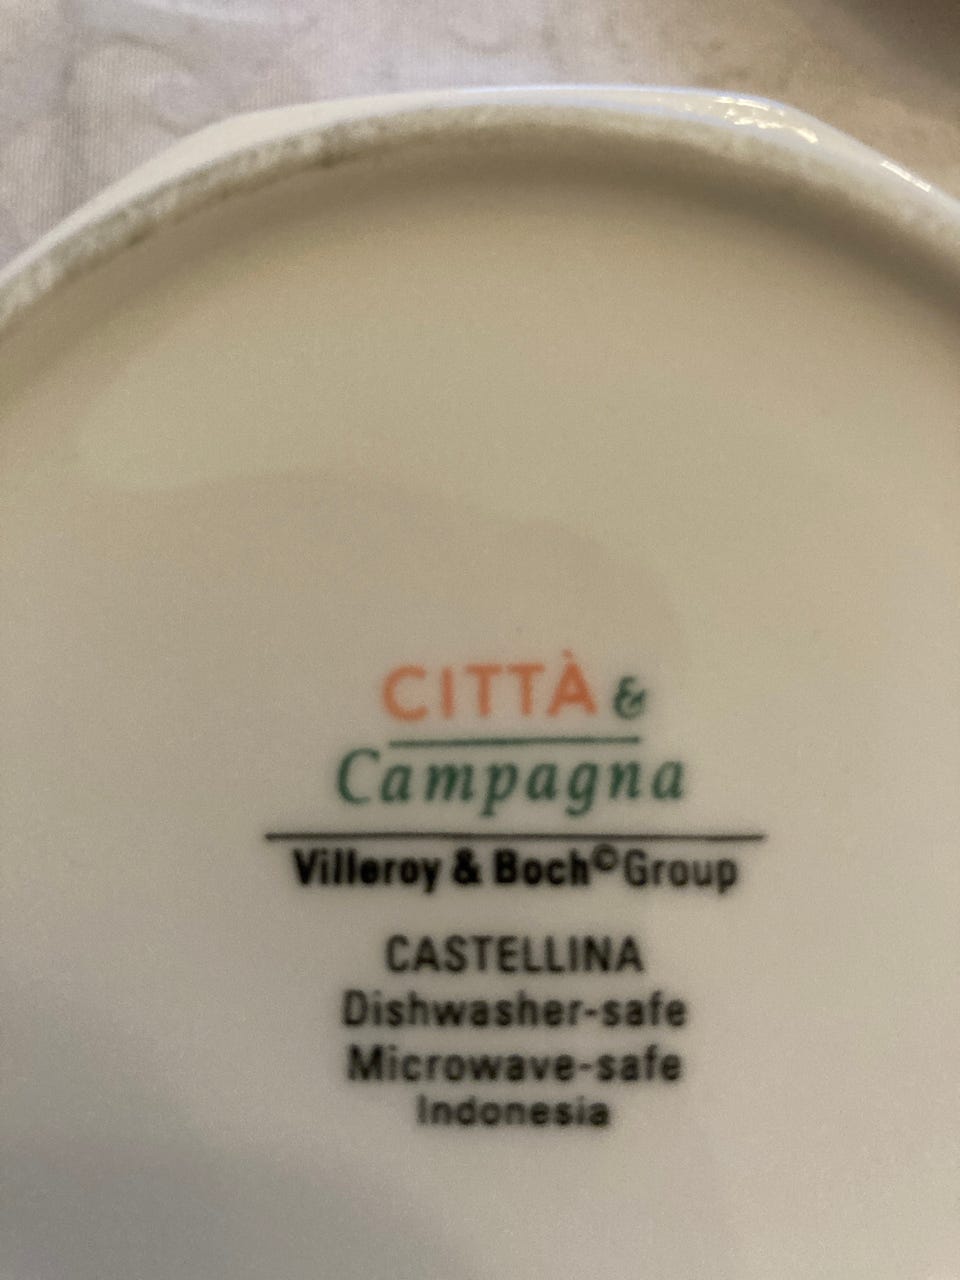 CITTÀ &
Campagna
Villeroy & Boch©Group
CASTELLINA
Dishwasher-safe
Microwave-safe
Indonesia